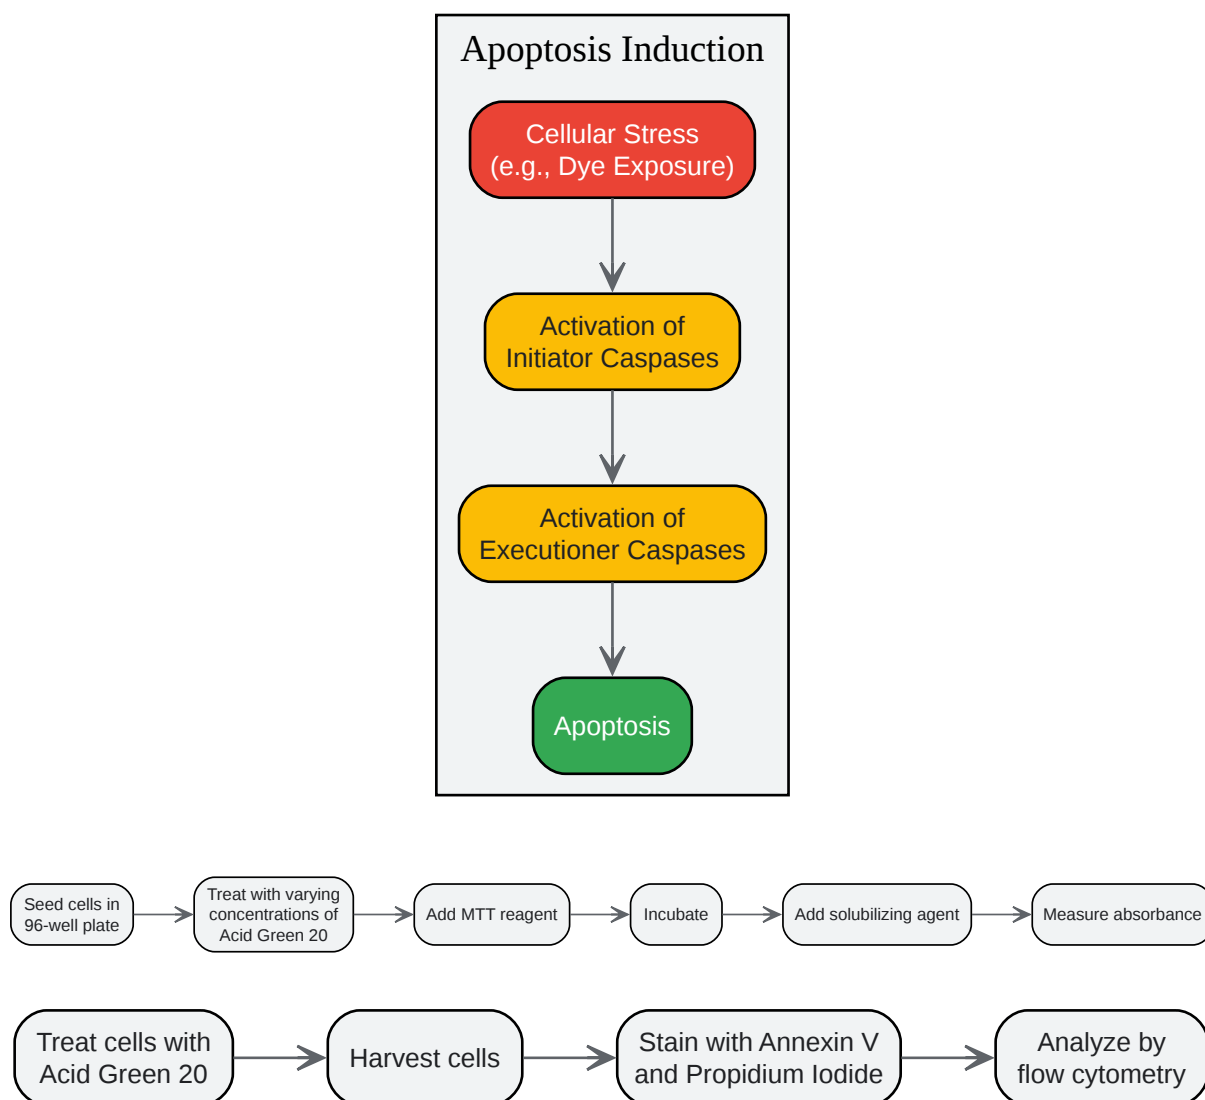 Apoptosis Induction
Cellular Stress
(e.g., Dye Exposure)
Activation of
Initiator Caspases
Activation of
Executioner Caspases
Apoptosis
Seed cells in
96-well plate
Treat with varying
concentrations of
Acid Green 20
Add MTT reagent
Incubate
Add solubilizing agent
Measure absorbance
Treat cells with
Acid Green 20
Harvest cells
Stain with Annexin V
and Propidium Iodide
Analyze by
flow cytometry